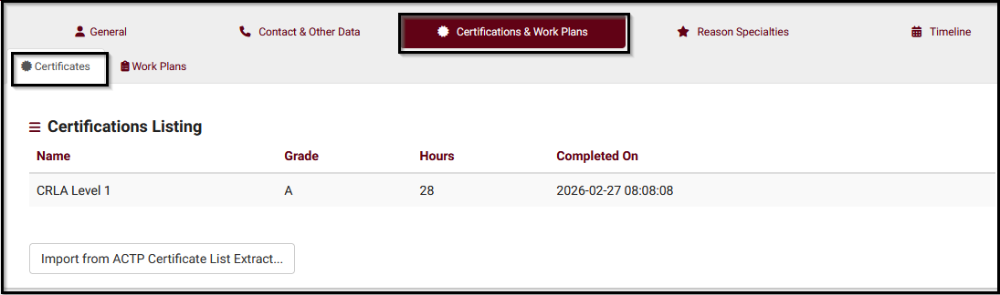 General Contact & Other Data Certifications & Work Plans Reason Specialties Timeline
Certificates Work Plans
Certifications Listing
Name Grade Hours Completed On
CRLA Level 1 A 28 2026-02-27 08:08:08
Import from ACTP Certificate List Extract...